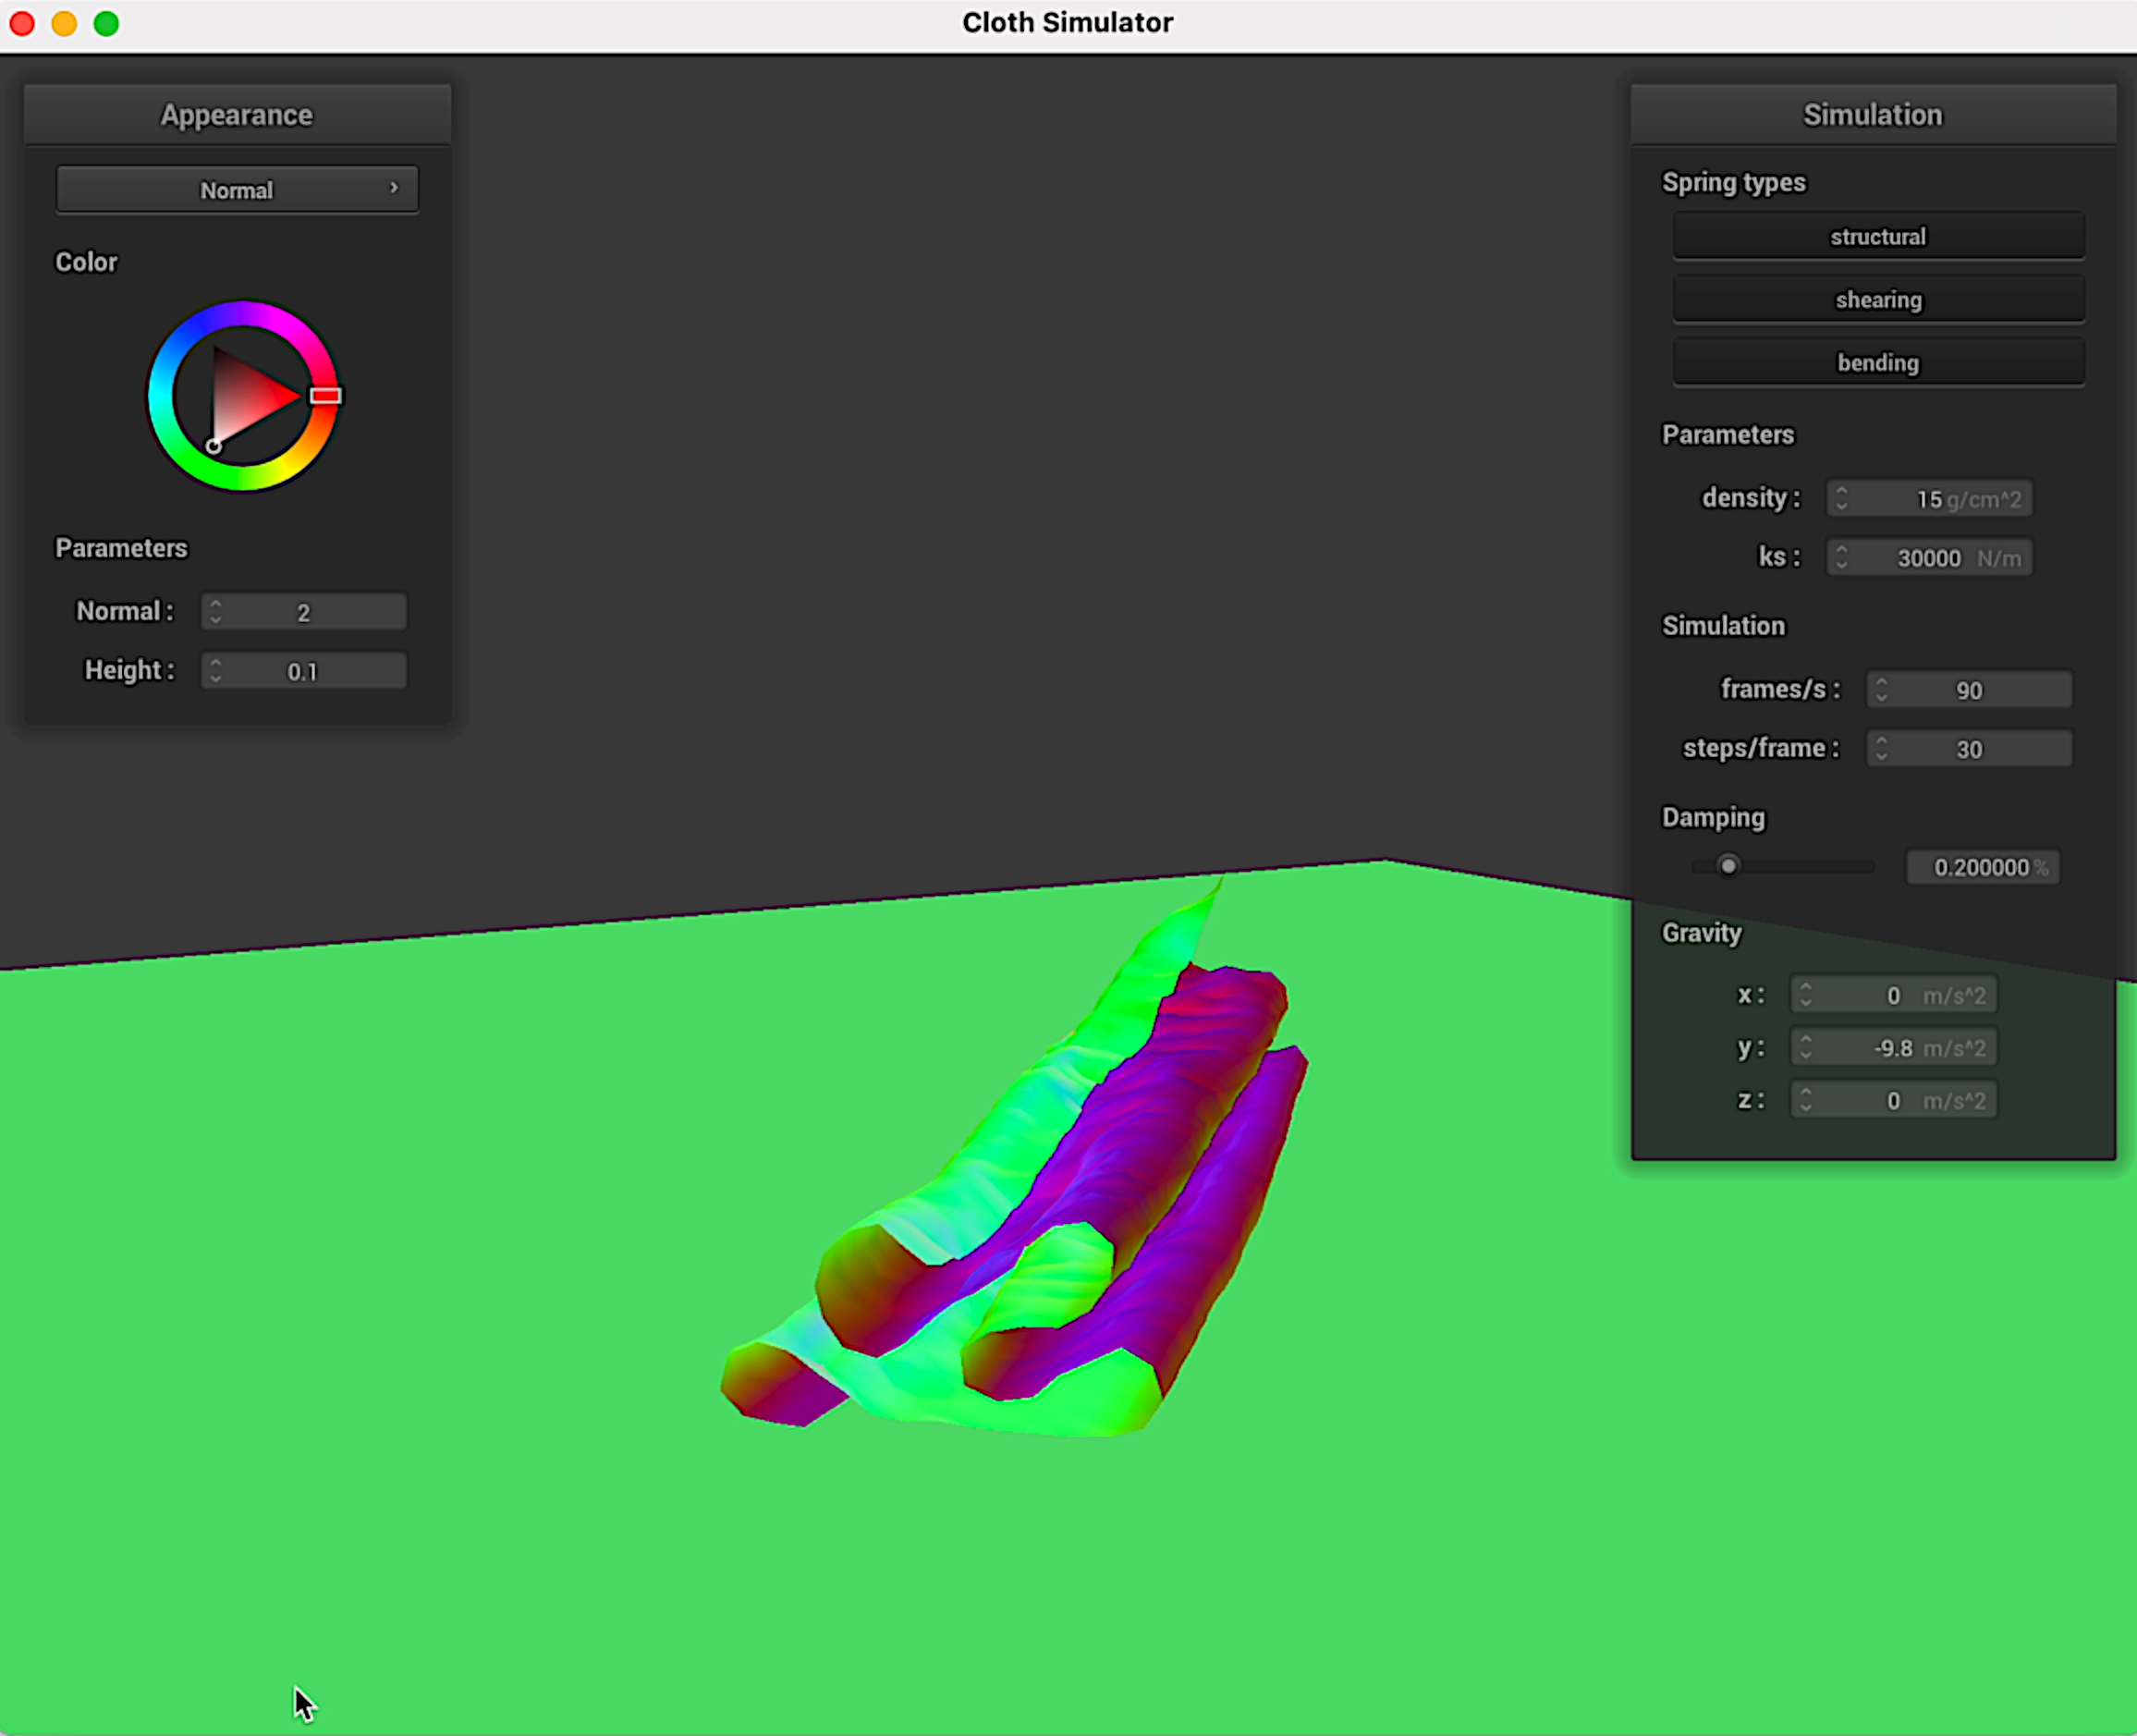 Cloth Simulator
Appearance
Normal
Color
Parameters
Normal : 2
Height : 0.1
Simulation
Spring types
structural
shearing
bending
Parameters
density : 15 g/cm^2
ks : 30000 N/m
Simulation
frames/s : 90
steps/frame : 30
Damping
0.200000 %
Gravity
x : 0 m/s^2
y : -9.8 m/s^2
z : 0 m/s^2